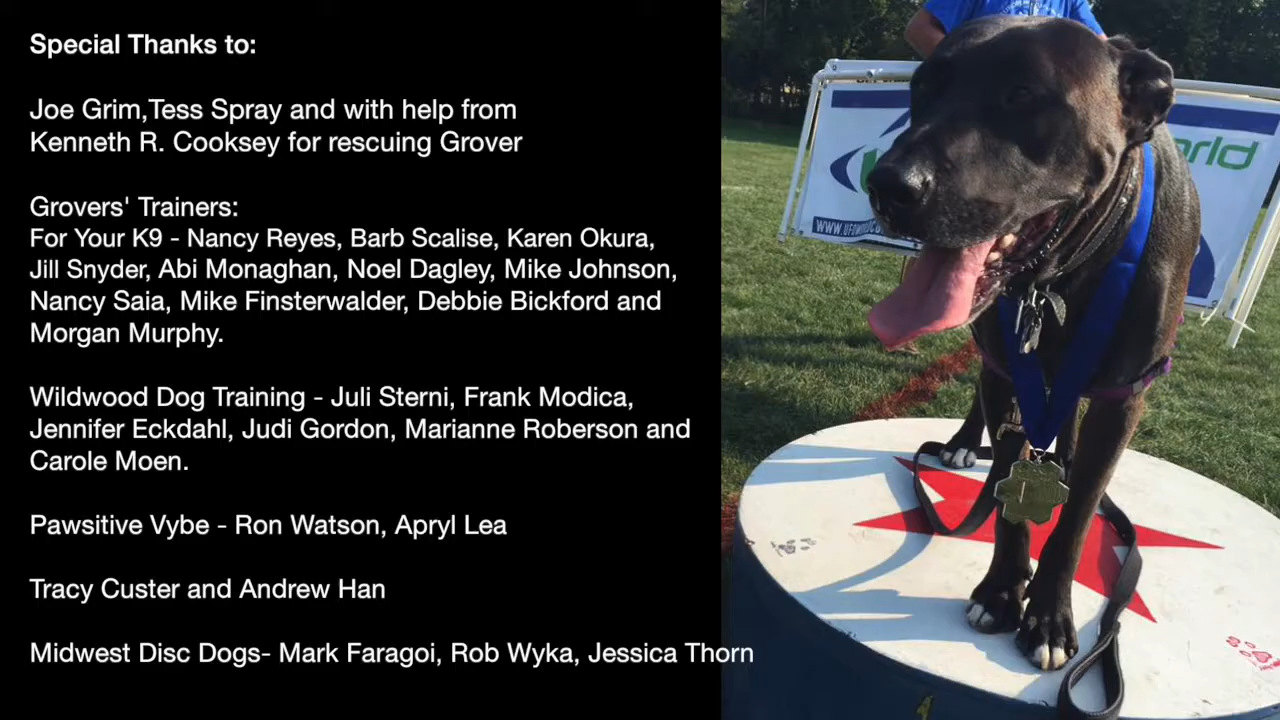 Special Thanks to:
Joe Grim,Tess Spray and with help from
Kenneth R. Cooksey for rescuing Grover
Grovers' Trainers:
For Your K9 - Nancy Reyes, Barb Scalise, Karen Okura,
Jill Snyder, Abi Monaghan, Noel Dagley, Mike Johnson,
Nancy Saia, Mike Finsterwalder, Debbie Bickford and
Morgan Murphy.
Wildwood Dog Training - Juli Sterni, Frank Modica,
Jennifer Eckdahl, Judi Gordon, Marianne Roberson and
Carole Moen.
Pawsitive Vybe - Ron Watson, Apryl Lea
Tracy Custer and Andrew Han
Midwest Disc Dogs- Mark Faragoi, Rob Wyka, Jessica Thorn
1